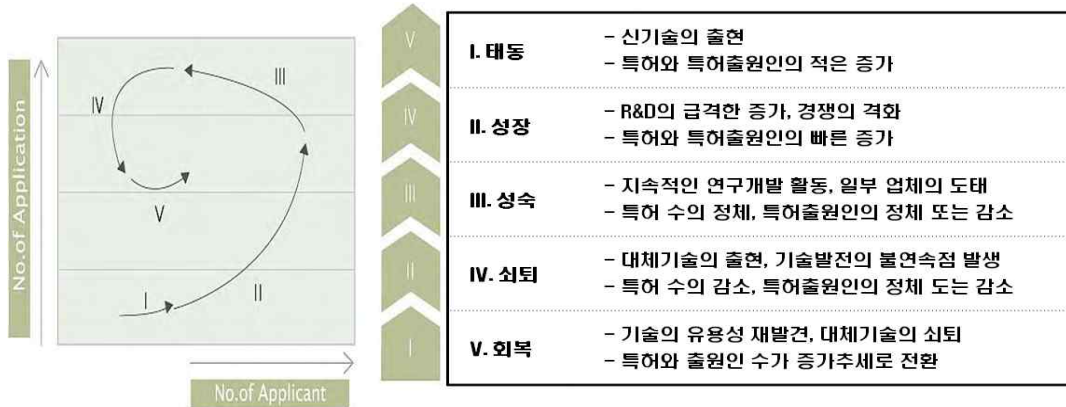 No.of Application
No.of Applicant
I
II
III
IV
V
V
IV
III
II
I
I. 태동
– 신기술의 출현
– 특허와 특허출원인의 적은 증가
II. 성장
– R&D의 급격한 증가, 경쟁의 격화
– 특허와 특허출원인의 빠른 증가
III. 성숙
– 지속적인 연구개발 활동, 일부 업체의 도태
– 특허 수의 정체, 특허출원인의 정체 또는 감소
IV. 쇠퇴
– 대체기술의 출현, 기술발전의 불연속점 발생
– 특허 수의 감소, 특허출원인의 정체 도는 감소
V. 회복
– 기술의 유용성 재발견, 대체기술의 쇠퇴
– 특허와 출원인 수가 증가추세로 전환